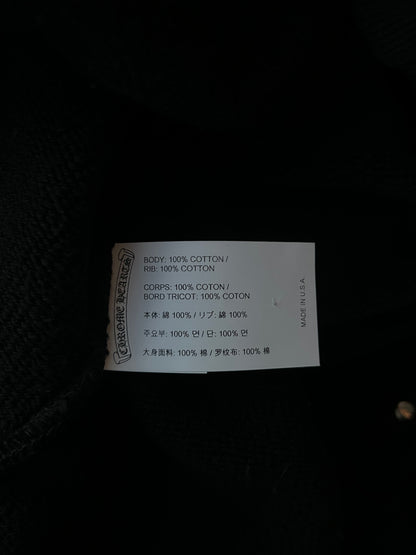 CHROME HEARTS
BODY: 100% COTTON /
RIB: 100% COTTON
CORPS: 100% COTON /
BORD TRICOT: 100% COTON
本体: 綿 100% / リブ: 綿 100%
주요부: 100% 면 / 단: 100% 면
大身面料: 100% 棉 / 罗纹布: 100% 棉
MADE IN U.S.A.